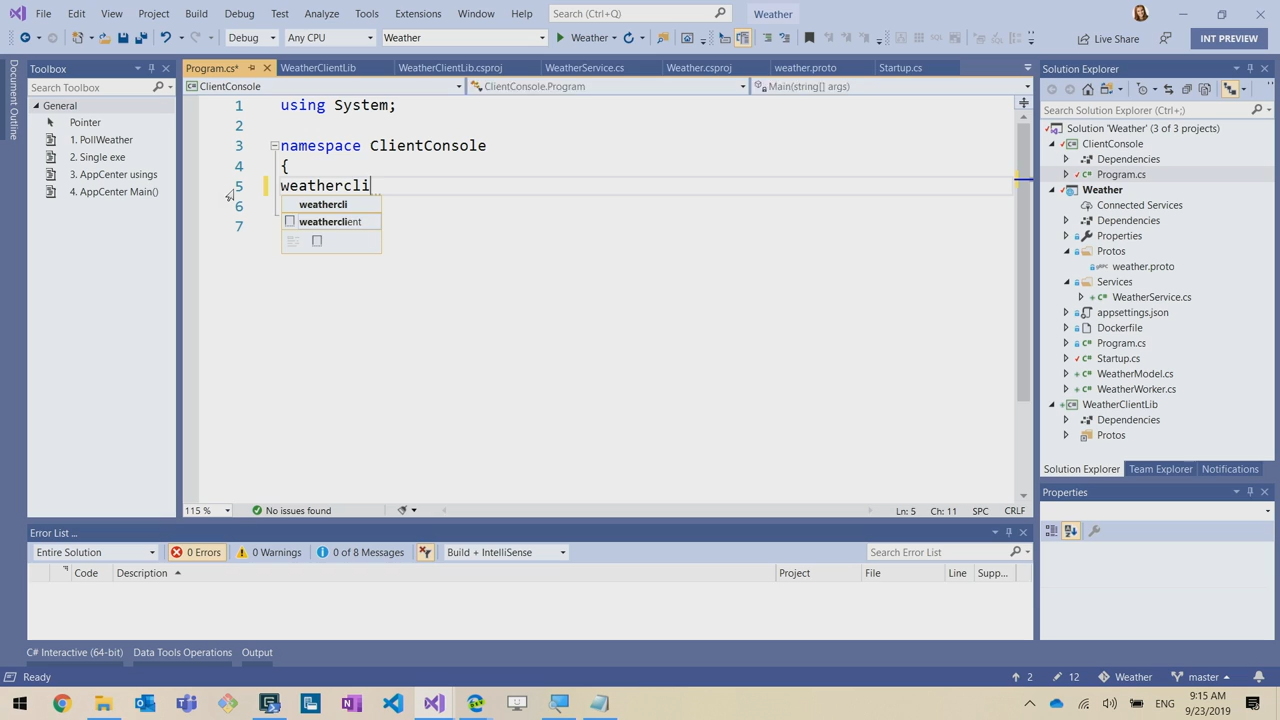 File Edit View Project Build Debug Test Analyze Tools Extensions Window Help Search (Ctrl+Q) Weather
Debug Any CPU Weather Weather Live Share INT PREVIEW
Document Outline
Toolbox
Search Toolbox
General
Pointer
1. PollWeather
2. Single exe
3. AppCenter usings
4. AppCenter Main()
Program.cs* WeatherClientLib WeatherClientLib.csproj WeatherService.cs Weather.csproj weather.proto Startup.cs
ClientConsole ClientConsole.Program Main(string[] args)
1 using System;
2
3 namespace ClientConsole
4 {
5 weathercli
6
7
weathercli
weatherclient
115 % No issues found Ln: 5 Ch: 11 SPC CRLF
Solution Explorer
Search Solution Explorer (Ctrl+;)
Solution 'Weather' (3 of 3 projects)
ClientConsole
Dependencies
Program.cs
Weather
Connected Services
Dependencies
Properties
Protos
weather.proto
Services
WeatherService.cs
appsettings.json
Dockerfile
Program.cs
Startup.cs
WeatherModel.cs
WeatherWorker.cs
WeatherClientLib
Dependencies
Protos
Solution Explorer Team Explorer Notifications
Properties
Error List ...
Entire Solution 0 Errors 0 Warnings 0 of 8 Messages Build + IntelliSense Search Error List
Code Description Project File Line Supp...
C# Interactive (64-bit) Data Tools Operations Output
Ready 2 12 Weather master
ENG 9:15 AM
9/23/2019